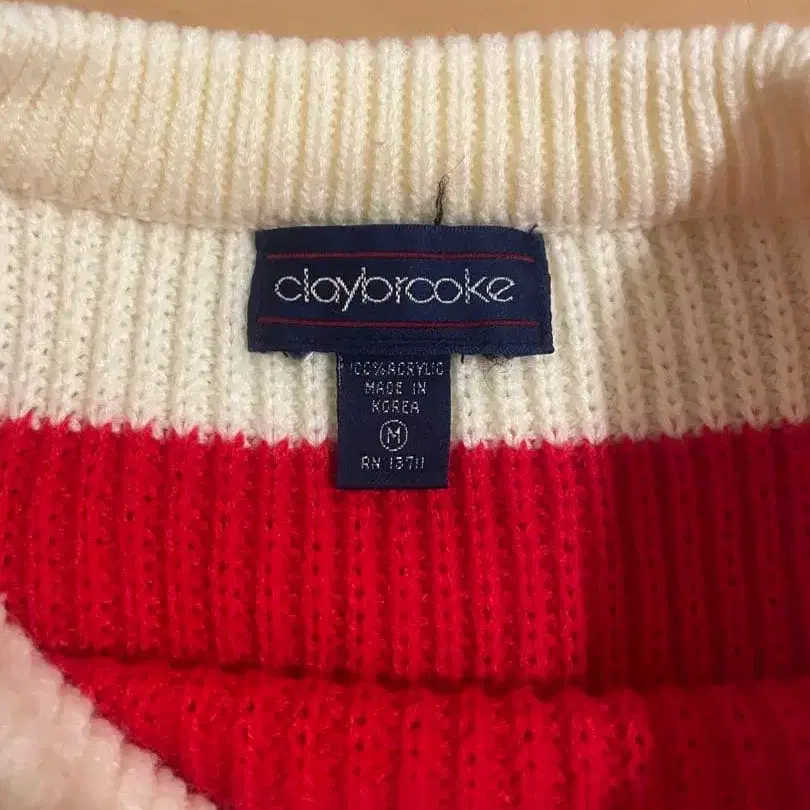 claybrooke
100% ACRYLIC
MADE IN
KOREA
M
RN 13711